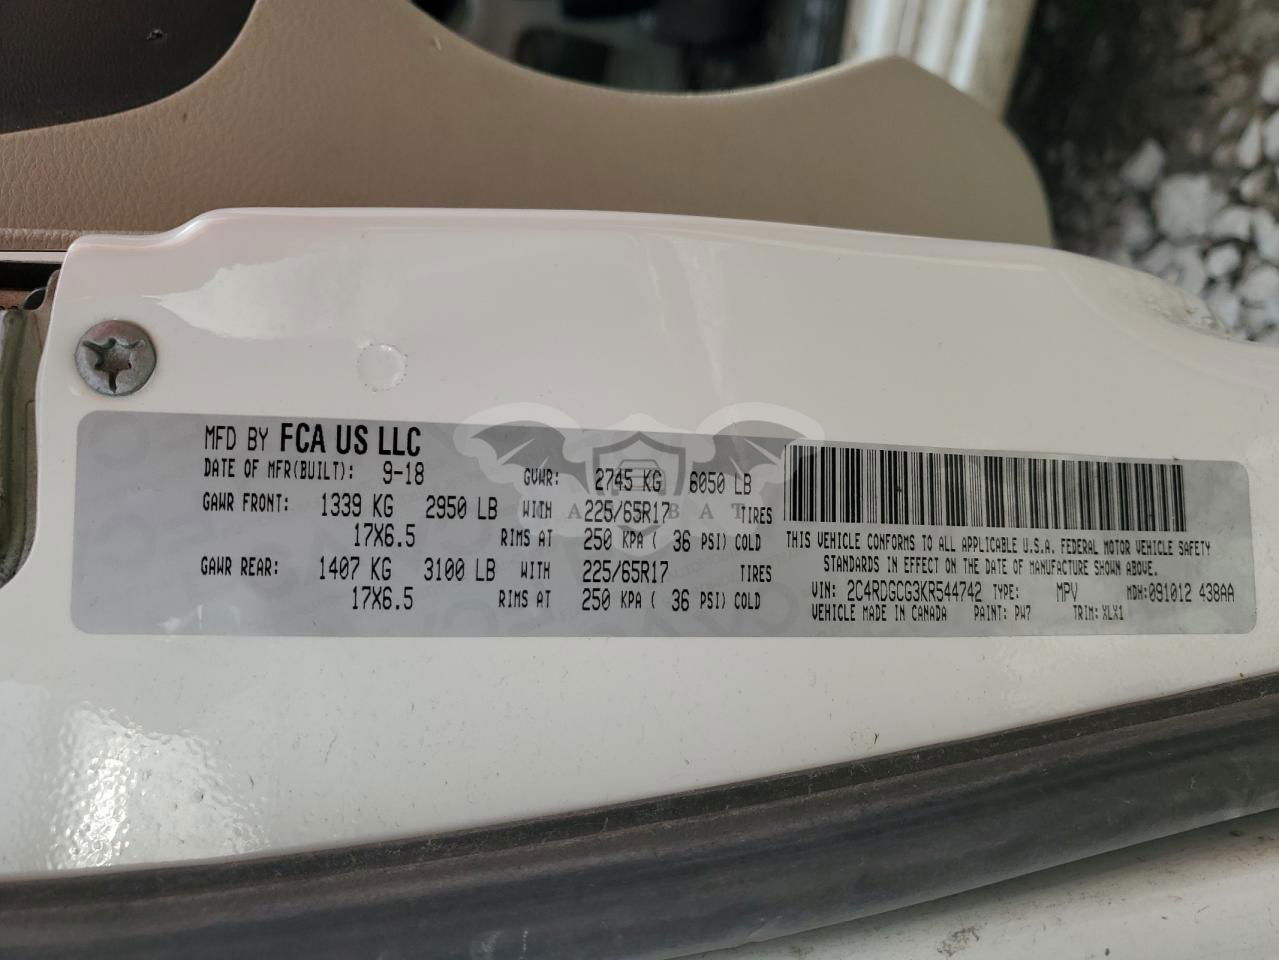 MFD BY FCA US LLC
DATE OF MFR(BUILT): 9-18 GVWR: 2745 KG 6050 LB
GAWR FRONT: 1339 KG 2950 LB WITH 225/65R17 TIRES
17X6.5 RIMS AT 250 KPA ( 36 PSI) COLD
GAWR REAR: 1407 KG 3100 LB WITH 225/65R17 TIRES
17X6.5 RIMS AT 250 KPA ( 36 PSI) COLD
THIS VEHICLE CONFORMS TO ALL APPLICABLE U.S.A. FEDERAL MOTOR VEHICLE SAFETY
STANDARDS IN EFFECT ON THE DATE OF MANUFACTURE SHOWN ABOVE.
VIN: 2C4RDGCG3KR544742 TYPE: MPV MDH:091012 438AA
VEHICLE MADE IN CANADA PAINT: PW7 TRIM: XLX1